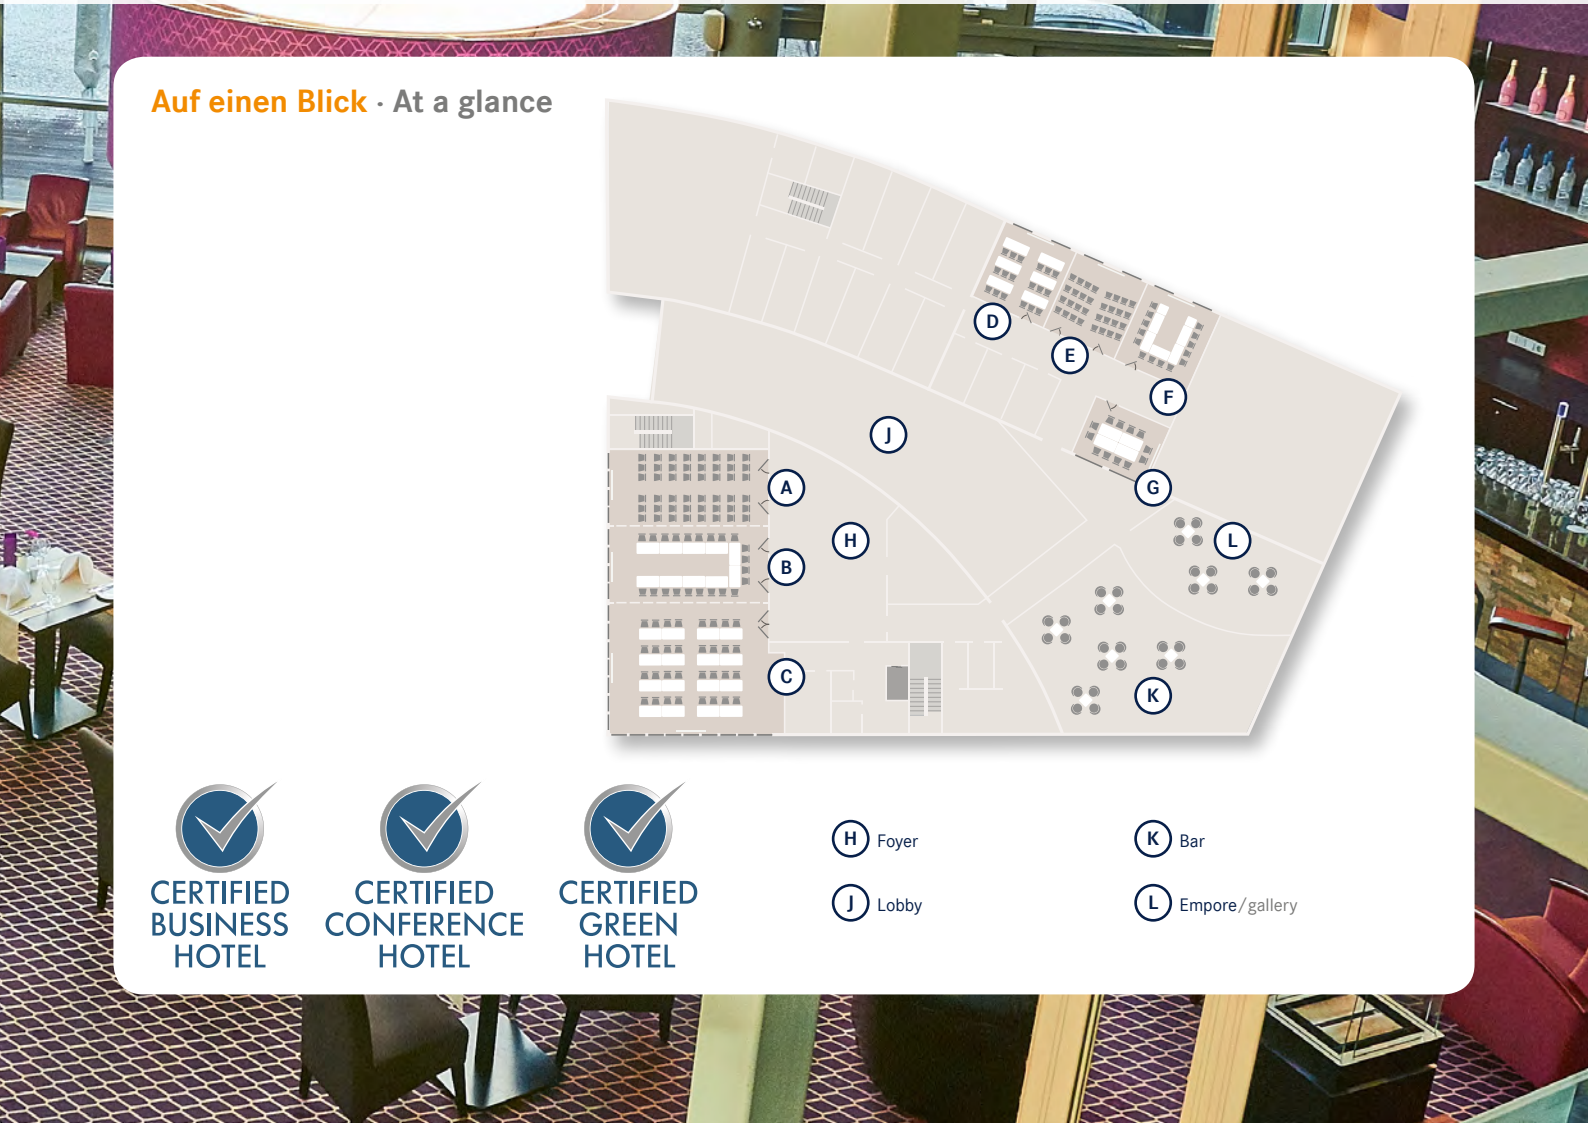 Auf einen Blick · At a glance
D
E
F
J
G
A
H
L
B
C
K
CERTIFIED
BUSINESS
HOTEL
CERTIFIED
CONFERENCE
HOTEL
CERTIFIED
GREEN
HOTEL
H Foyer
K Bar
J Lobby
L Empore/gallery